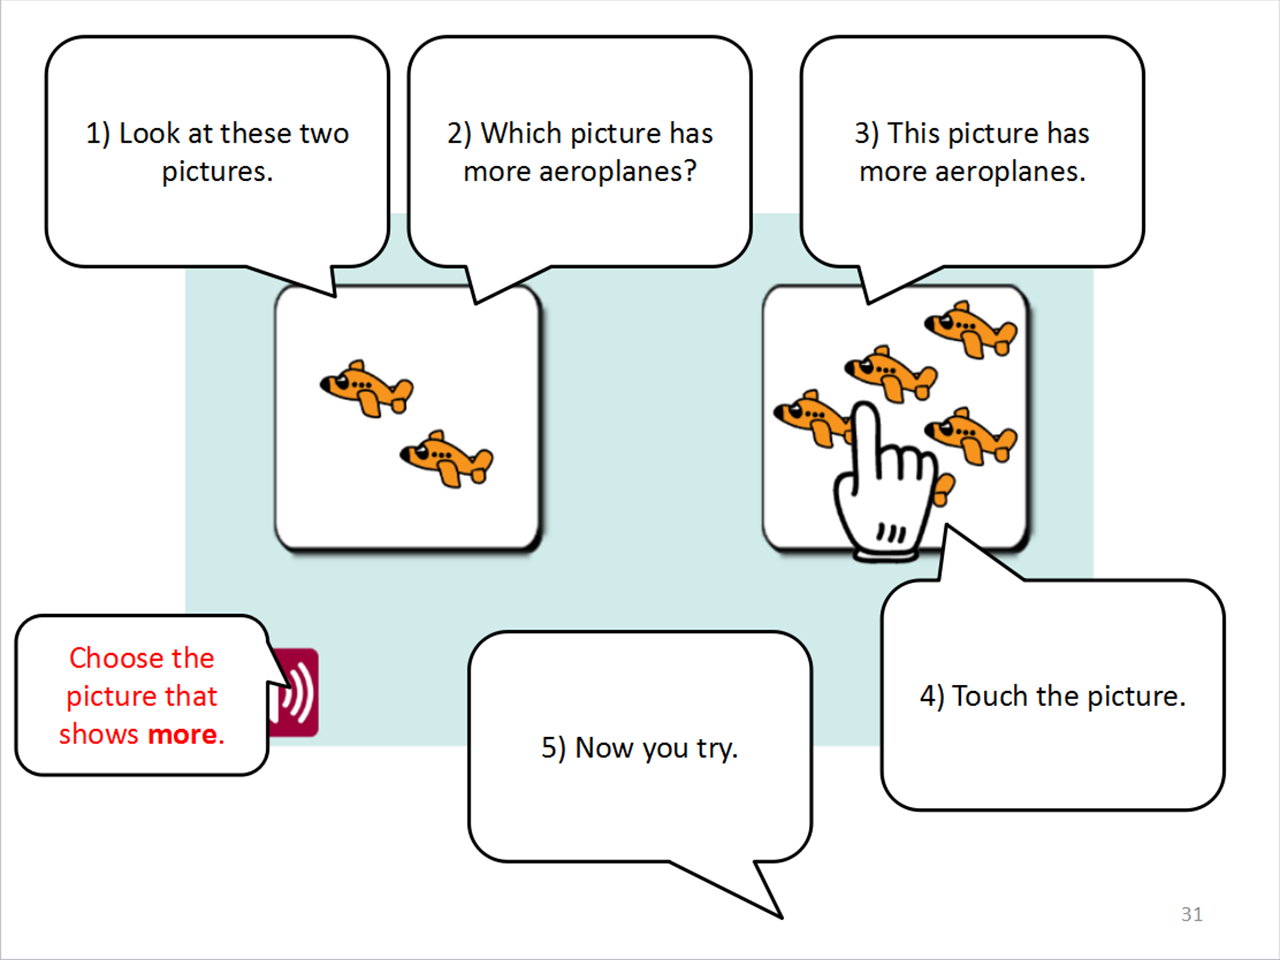 1) Look at these two
pictures.
2) Which picture has
more aeroplanes?
3) This picture has
more aeroplanes.
4) Touch the picture.
5) Now you try.
Choose the
picture that
shows more.
31